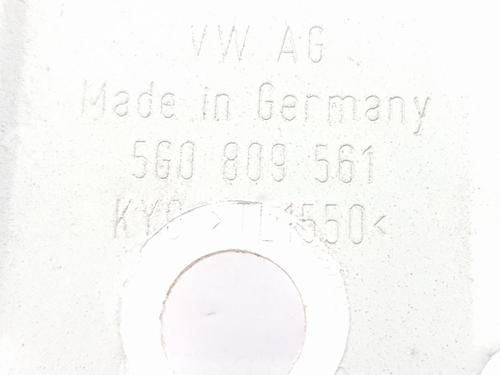 VW AG
Made in Germany
5G0 809 561
>TL1550<